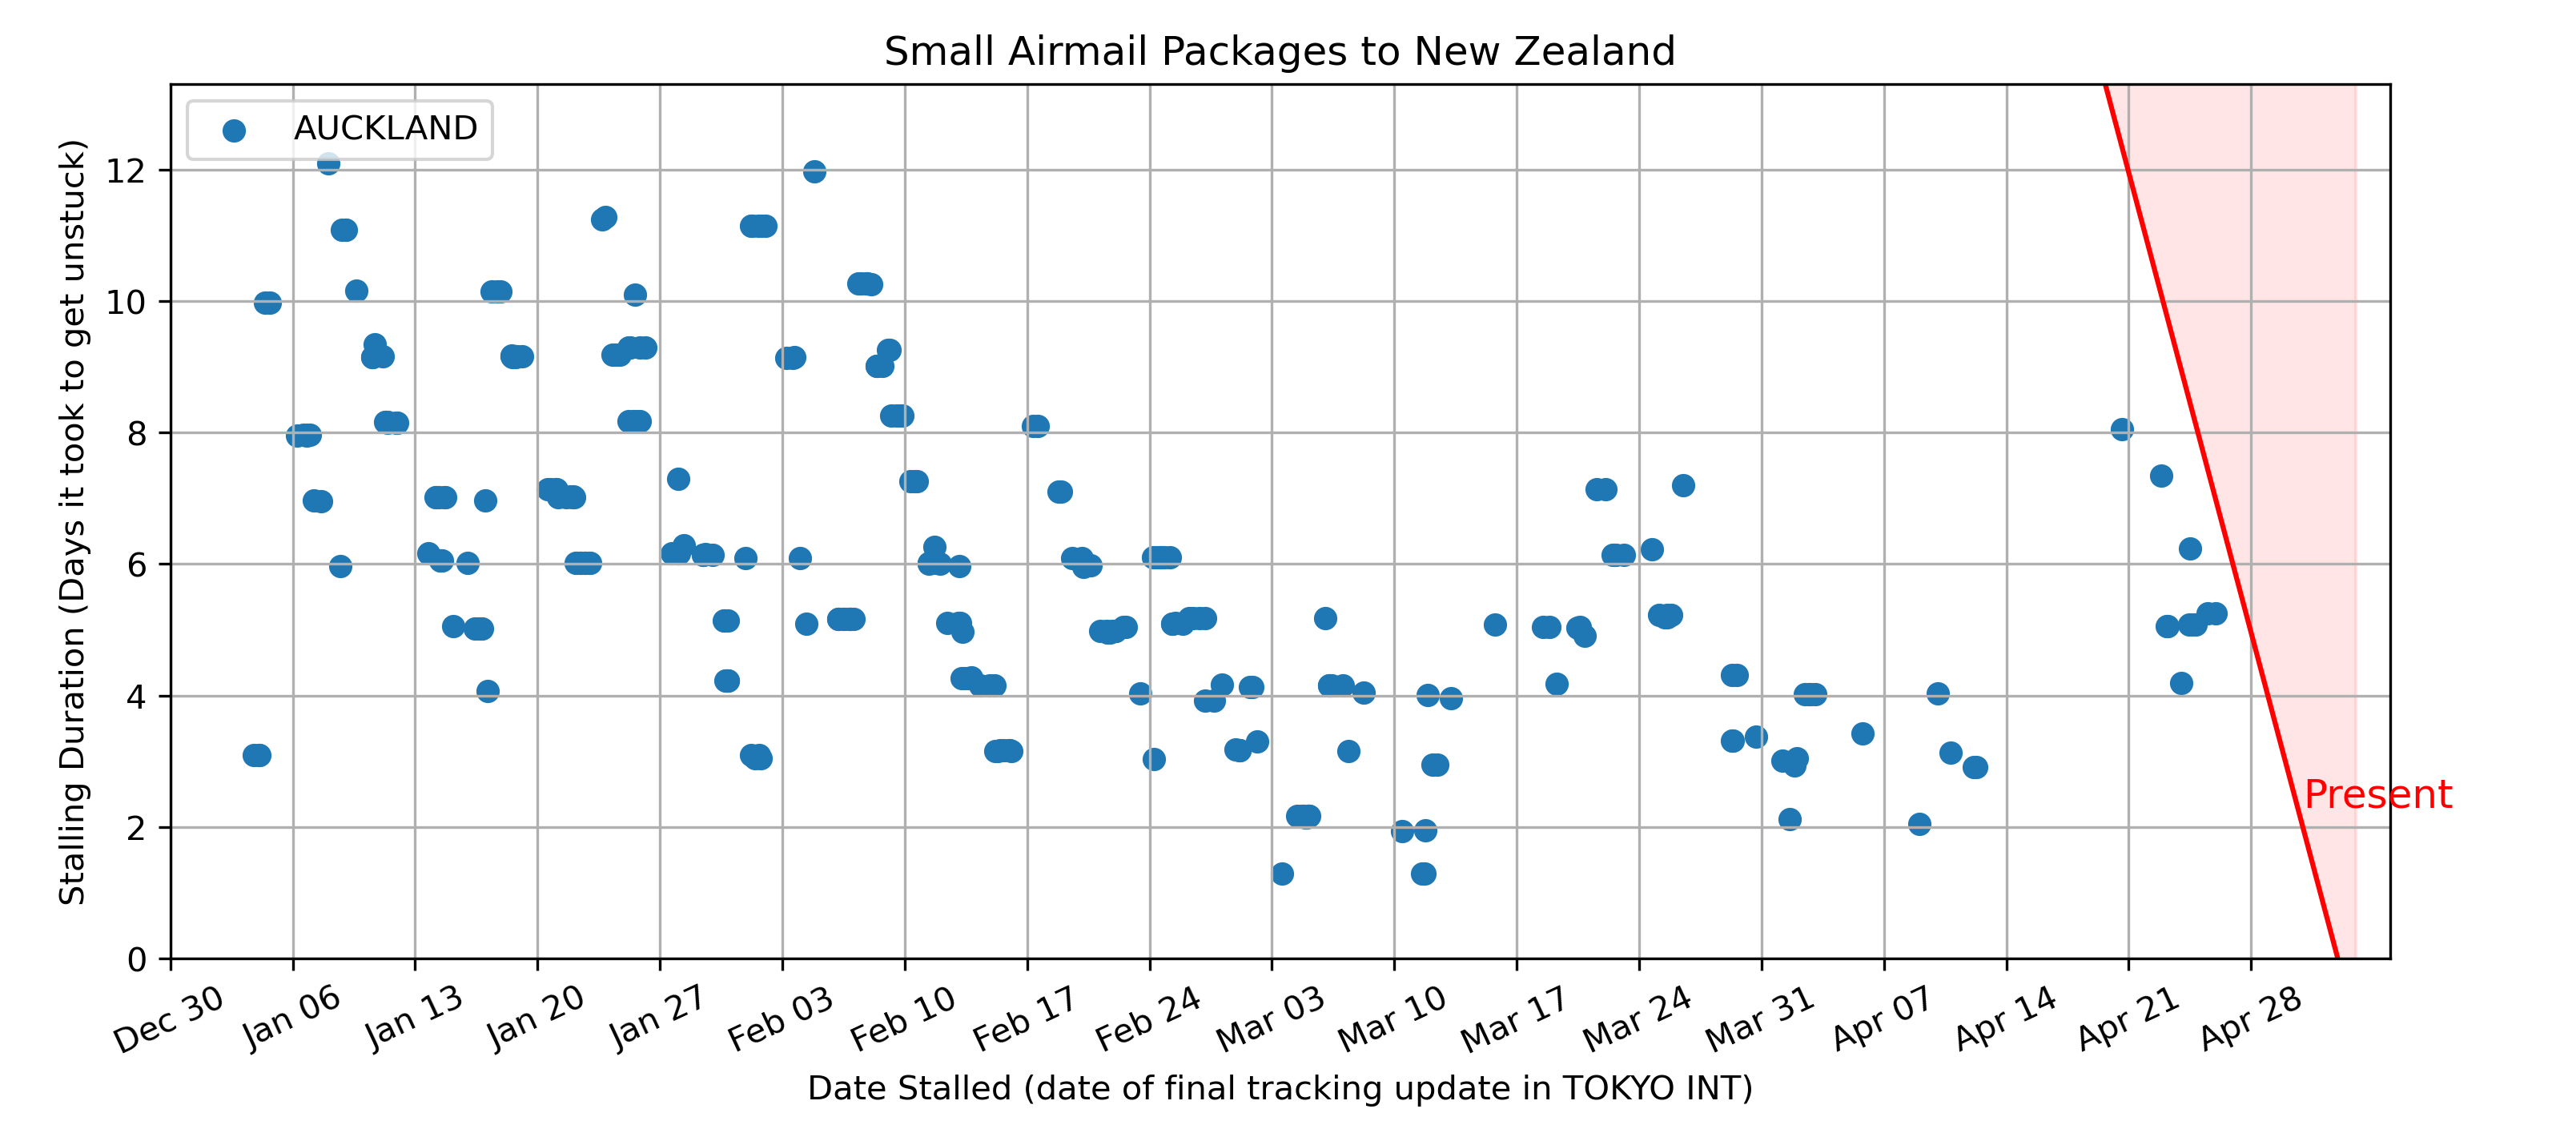 Small Airmail Packages to New Zealand
AUCKLAND
Stalling Duration (Days it took to get unstuck)
12
10
8
6
4
2
0
Present
Dec 30
Jan 06
Jan 13
Jan 20
Jan 27
Feb 03
Feb 10
Feb 17
Feb 24
Mar 03
Mar 10
Mar 17
Mar 24
Mar 31
Apr 07
Apr 14
Apr 21
Apr 28
Date Stalled (date of final tracking update in TOKYO INT)